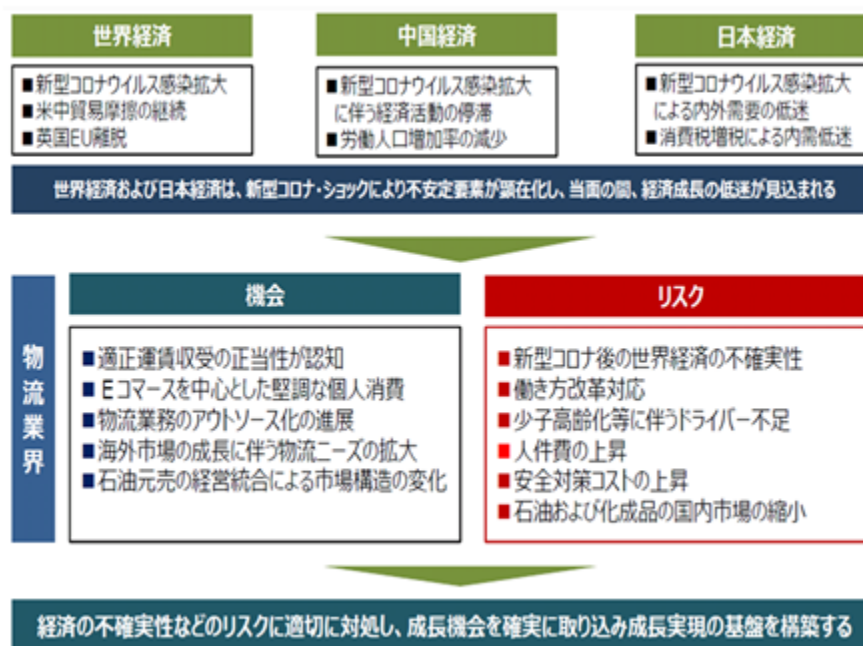 世界経済
■新型コロナウイルス感染拡大
■米中貿易摩擦の継続
■英国EU離脱
中国経済
■新型コロナウイルス感染拡大
に伴う経済活動の停滞
■労働人口増加率の減少
日本経済
■新型コロナウイルス感染拡大
による内外需要の低迷
■消費税増税による内需低迷
世界経済および日本経済は、新型コロナ・ショックにより不安定要素が顕在化し、当面の間、経済成長の低迷が見込まれる
物流業界
機会
■適正運賃収受の正当性が認知
■Eコマースを中心とした堅調な個人消費
■物流業務のアウトソース化の進展
■海外市場の成長に伴う物流ニーズの拡大
■石油元売の経営統合による市場構造の変化
リスク
■新型コロナ後の世界経済の不確実性
■働き方改革対応
■少子高齢化等に伴うドライバー不足
■人件費の上昇
■安全対策コストの上昇
■石油および化成品の国内市場の縮小
経済の不確実性などのリスクに適切に対処し、成長機会を確実に取り込み成長実現の基盤を構築する